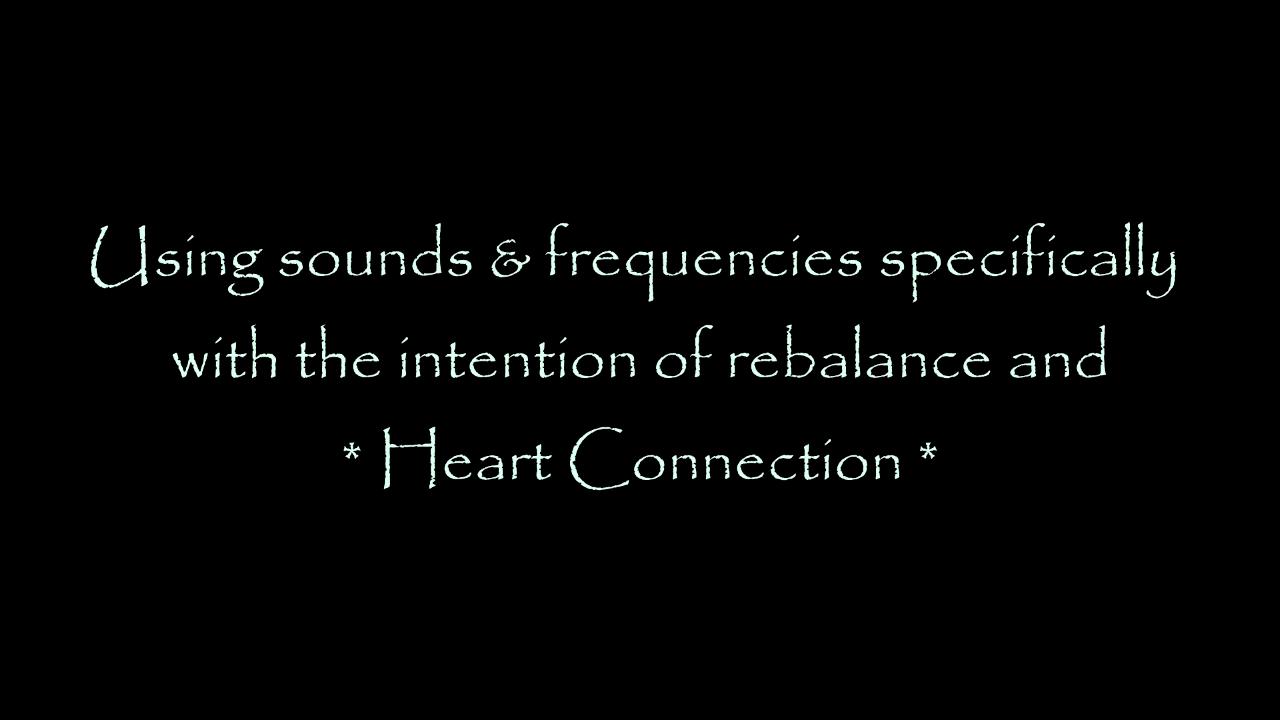 Using sounds & frequencies specifically
with the intention of rebalance and
* Heart Connection *